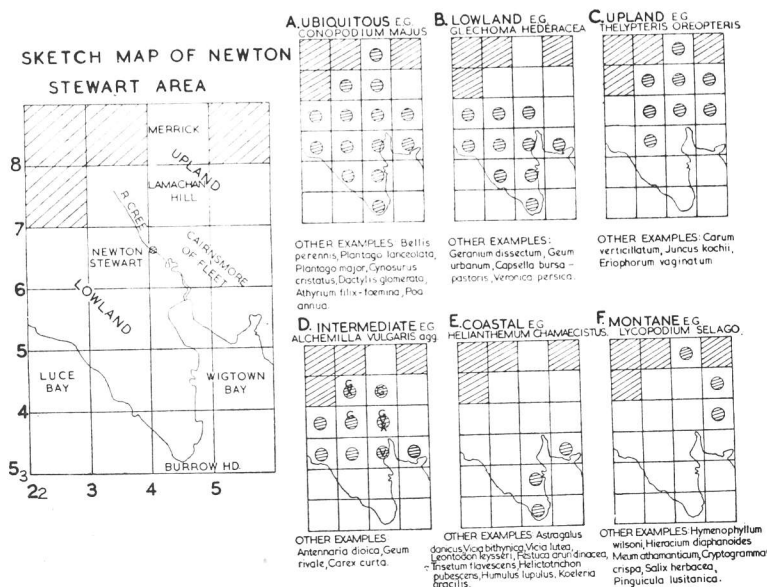 SKETCH MAP OF NEWTON
STEWART AREA
MERRICK
UPLAND
LAMACHAN
HILL
R. CREE
CAIRNSMORE
OF FLEET
NEWTON
STEWART
LOWLAND
LUCE
BAY
WIGTOWN
BAY
BURROW HD.
8
7
6
5
4
5
3
22
3
4
5
A. UBIQUITOUS E.G.
CONOPODIUM MAJUS
OTHER EXAMPLES Bellis
perennis, Plantago lanceolata,
Plantago major, Cynosurus
cristatus, Dactylis glomerata,
Athyrium filix-foemina, Poa
annua.
B. LOWLAND E.G.
GLECHOMA HEDERACEA
OTHER EXAMPLES:
Geranium dissectum, Geum
urbanum, Capsella bursa-
pastoris, Veronica persica.
C. UPLAND E.G.
THELYPTERIS OREOPTERIS
OTHER EXAMPLES: Carum
verticillatum, Juncus kochii,
Eriophorum vaginatum
D. INTERMEDIATE E.G.
ALCHEMILLA VULGARIS agg.
OTHER EXAMPLES
Antennaria dioica, Geum
rivale, Carex curta.
E. COASTAL E.G.
HELIANTHEMUM CHAMAECISTUS.
OTHER EXAMPLES Astragalus
danicus, Vicia bithynica, Vicia lutea,
Leontodon leysseri, Festuca arundinacea,
Trisetum flavescens, Helictotrichon
pubescens, Humulus lupulus, Koeleria
gracilis.
F. MONTANE E.G.
LYCOPODIUM SELAGO.
OTHER EXAMPLES Hymenophyllum
wilsoni, Hieracium diaphanoides
Meum athamanticum, Cryptogramma
crispa, Salix herbacea,
Pinguicula lusitanica.